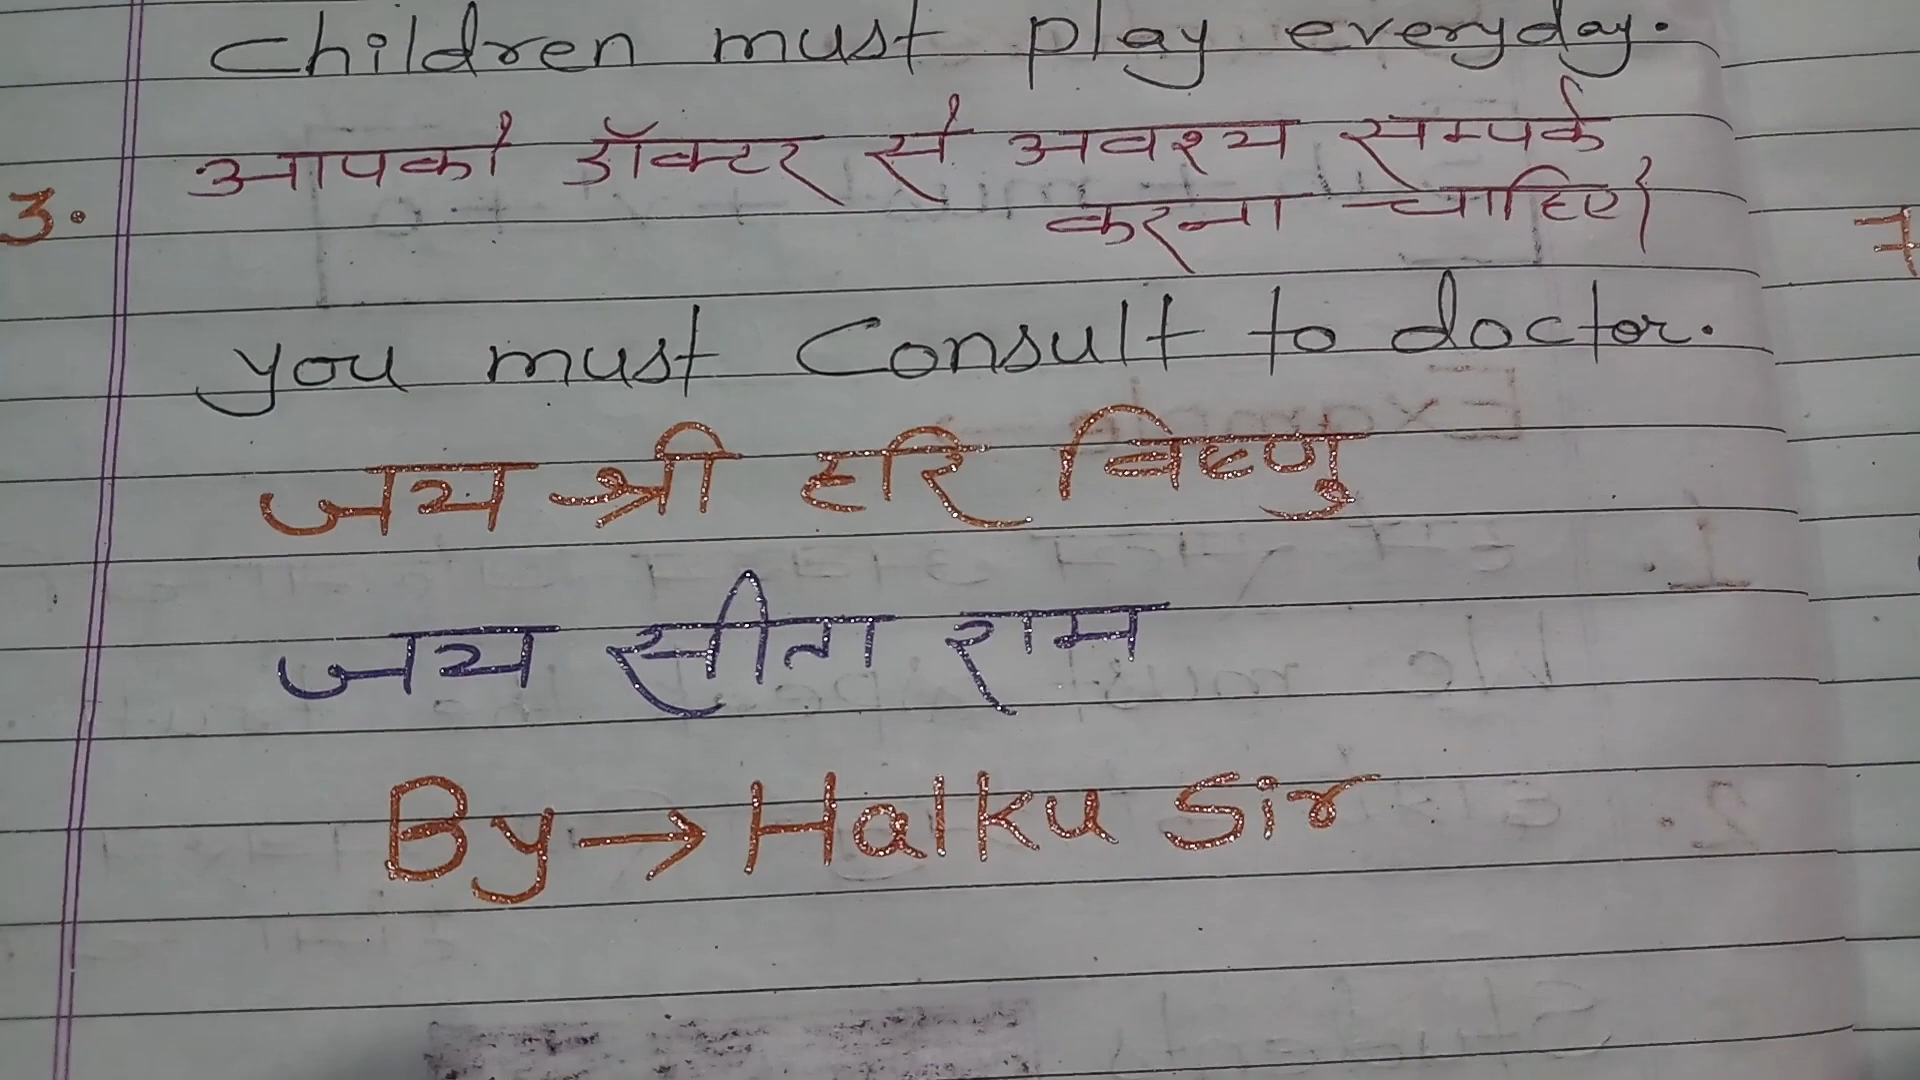 children must play everyday.
आपको डॉक्टर से अवश्य सम्पर्क
3.
करना चाहिए।
you must Consult to doctor.
जय श्री हरि विष्णु
जय सीता राम
By → Halku Sir